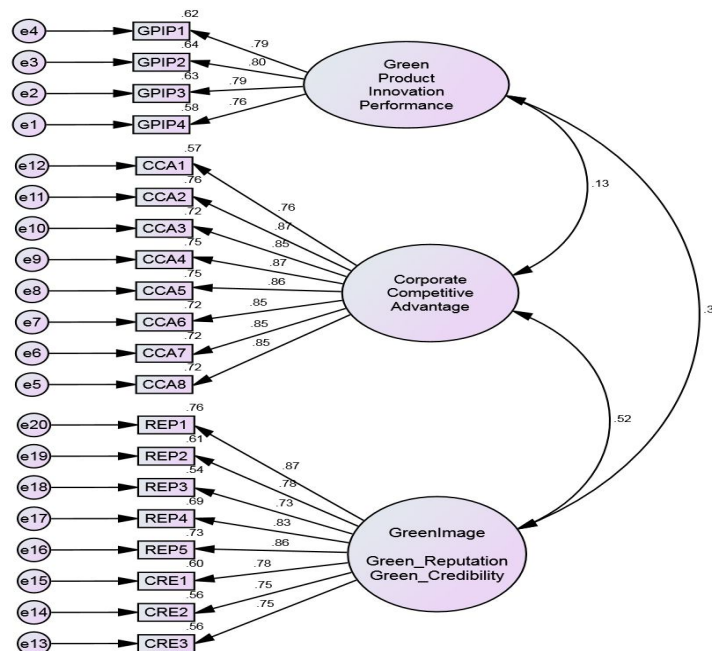 e4 GPIP1 .62
e3 GPIP2 .64
e2 GPIP3 .63
e1 GPIP4 .58
.79
.80
.79
.76
Green
Product
Innovation
Performance
e12 CCA1 .57
e11 CCA2 .76
e10 CCA3 .72
e9 CCA4 .75
e8 CCA5 .75
e7 CCA6 .72
e6 CCA7 .72
e5 CCA8 .72
.76
.87
.85
.87
.86
.85
.85
.85
Corporate
Competitive
Advantage
.13
.52
e20 REP1 .76
e19 REP2 .61
e18 REP3 .54
e17 REP4 .69
e16 REP5 .73
e15 CRE1 .60
e14 CRE2 .56
e13 CRE3 .56
.87
.78
.73
.83
.86
.78
.75
.75
GreenImage
Green_Reputation
Green_Credibility